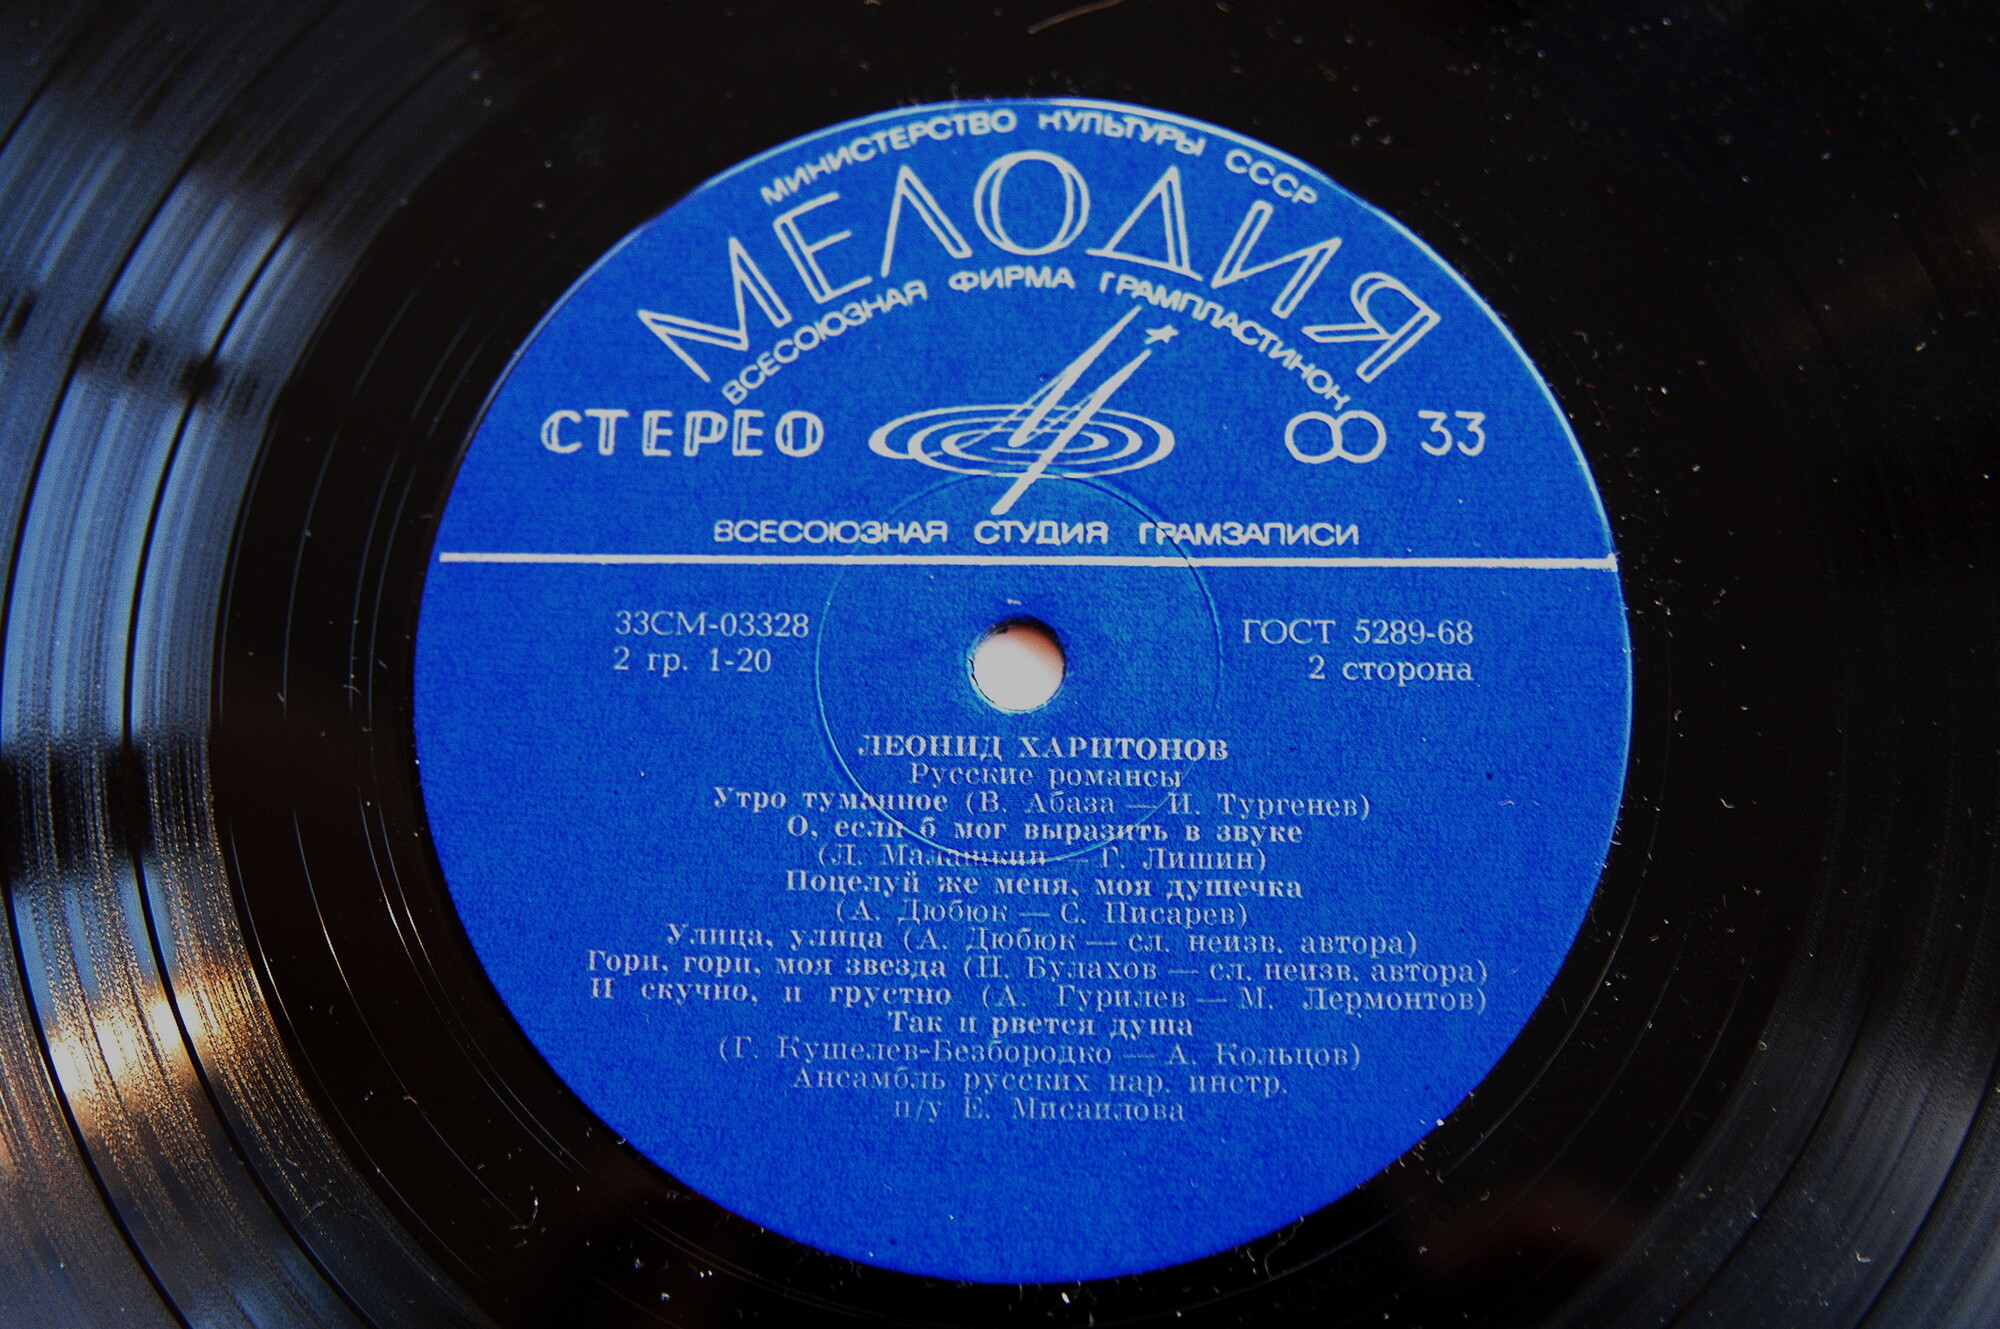 МИНИСТЕРСТВО КУЛЬТУРЫ СССР
МЕЛОДИЯ
ВСЕСОЮЗНАЯ ФИРМА ГРАМПЛАСТИНОК
СТЕРЕО 33
ВСЕСОЮЗНАЯ СТУДИЯ ГРАМЗАПИСИ
33СМ-03328 ГОСТ 5289-68
2 гр. 1-20 2 сторона
ЛЕОНИД ХАРИТОНОВ
Русские романсы
Утро туманное (В. Абаза — И. Тургенев)
О, если б мог выразить в звуке
(Л. Малашкин — Г. Лишин)
Поцелуй же меня, моя душечка
(А. Дюбюк — С. Писарев)
Улица, улица (А. Дюбюк — сл. неизв. автора)
Гори, гори, моя звезда (П. Булахов — сл. неизв. автора)
И скучно, и грустно (А. Гурилев — М. Лермонтов)
Так и рвется душа
(Г. Кушелев-Безбородко — А. Кольцов)
Ансамбль русских нар. инстр.
п/у Е. Мисаилова